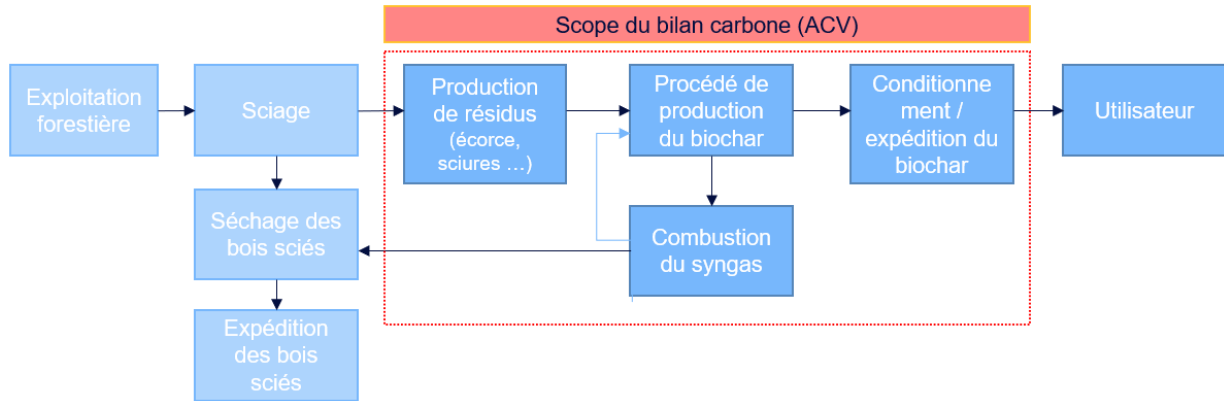 Scope du bilan carbone (ACV)
Exploitation
forestière
Sciage
Production
de résidus
(écorce,
sciures ...)
Procédé de
production
du biochar
Conditionne
ment /
expédition du
biochar
Utilisateur
Séchage des
bois sciés
Combustion
du syngas
Expédition
des bois
sciés